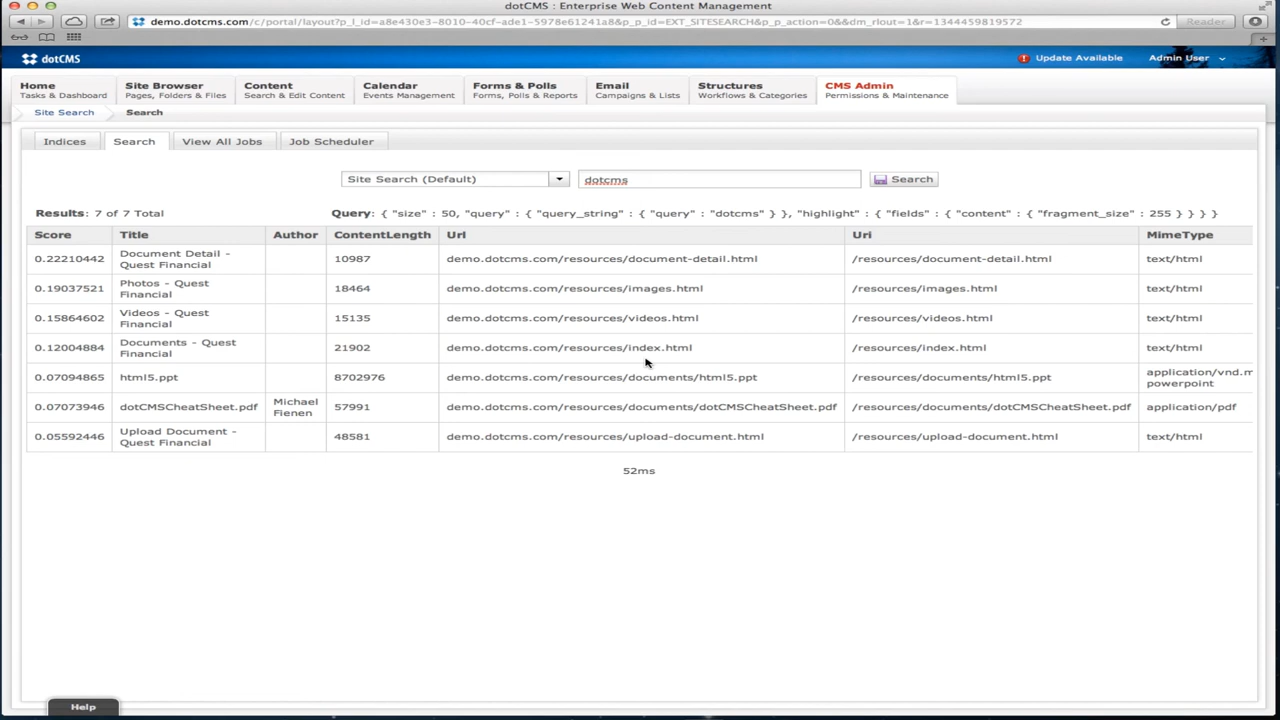 dotCMS : Enterprise Web Content Management
demo.dotcms.com/c/portal/layout?p_l_id=a8e430e3-8010-40cf-ade1-5978e61241a8&p_p_id=EXT_SITESEARCH&p_p_action=0&&dm_rlout=1&r=1344459819572
Reader
dotCMS
Update Available
Admin User
Home
Tasks & Dashboard
Site Browser
Pages, Folders & Files
Content
Search & Edit Content
Calendar
Events Management
Forms & Polls
Forms, Polls & Reports
Email
Campaigns & Lists
Structures
Workflows & Categories
CMS Admin
Permissions & Maintenance
Site Search
Search
Indices
Search
View All Jobs
Job Scheduler
Site Search (Default)
dotcms
Search
Results: 7 of 7 Total
Query: { "size" : 50, "query" : { "query_string" : { "query" : "dotcms" } }, "highlight" : { "fields" : { "content" : { "fragment_size" : 255 } } } }
Score Title Author ContentLength Url Uri MimeType
0.22210442 Document Detail - Quest Financial 10987 demo.dotcms.com/resources/document-detail.html /resources/document-detail.html text/html
0.19037521 Photos - Quest Financial 18464 demo.dotcms.com/resources/images.html /resources/images.html text/html
0.15864602 Videos - Quest Financial 15135 demo.dotcms.com/resources/videos.html /resources/videos.html text/html
0.12004884 Documents - Quest Financial 21902 demo.dotcms.com/resources/index.html /resources/index.html text/html
0.07094865 html5.ppt 8702976 demo.dotcms.com/resources/documents/html5.ppt /resources/documents/html5.ppt application/vnd.m powerpoint
0.07073946 dotCMSCheatSheet.pdf Michael Fienen 57991 demo.dotcms.com/resources/documents/dotCMSCheatSheet.pdf /resources/documents/dotCMSCheatSheet.pdf application/pdf
0.05592446 Upload Document - Quest Financial 48581 demo.dotcms.com/resources/upload-document.html /resources/upload-document.html text/html
52ms
Help